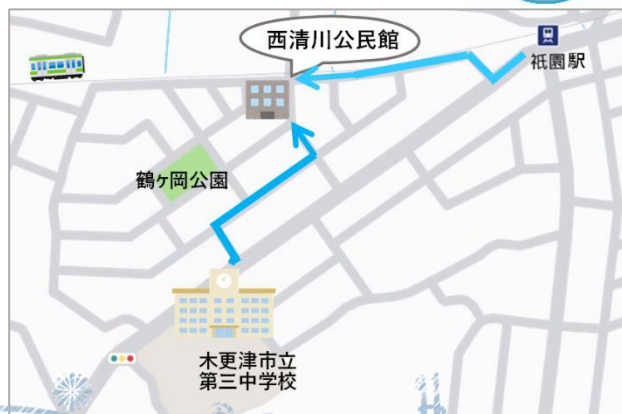 西清川公民館
祇園駅
鶴ヶ岡公園
木更津市立
第三中学校